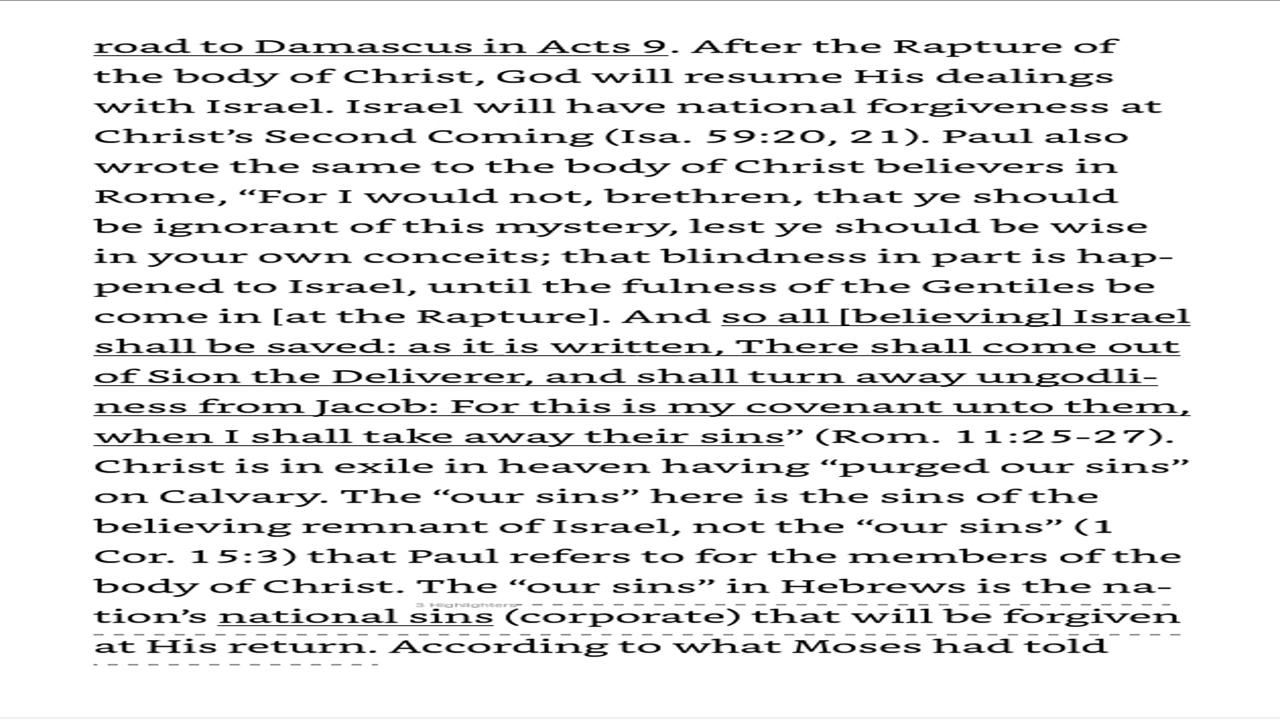 road to Damascus in Acts 9. After the Rapture of
the body of Christ, God will resume His dealings
with Israel. Israel will have national forgiveness at
Christ’s Second Coming (Isa. 59:20, 21). Paul also
wrote the same to the body of Christ believers in
Rome, “For I would not, brethren, that ye should
be ignorant of this mystery, lest ye should be wise
in your own conceits; that blindness in part is hap-
pened to Israel, until the fulness of the Gentiles be
come in [at the Rapture]. And so all [believing] Israel
shall be saved: as it is written, There shall come out
of Sion the Deliverer, and shall turn away ungodli-
ness from Jacob: For this is my covenant unto them,
when I shall take away their sins” (Rom. 11:25-27).
Christ is in exile in heaven having “purged our sins”
on Calvary. The “our sins” here is the sins of the
believing remnant of Israel, not the “our sins” (1
Cor. 15:3) that Paul refers to for the members of the
body of Christ. The “our sins” in Hebrews is the na-
3 Highlighters
tion’s national sins (corporate) that will be forgiven
at His return. According to what Moses had told